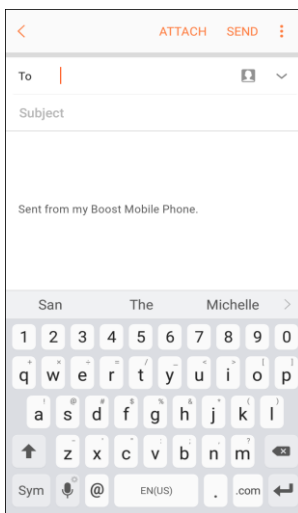 ATTACH SEND
To
Subject
Sent from my Boost Mobile Phone.
San The Michelle
1 2 3 4 5 6 7 8 9 0
q w e r t y u i o p
a s d f g h j k l
z x c v b n m
Sym @ EN(US) . .com